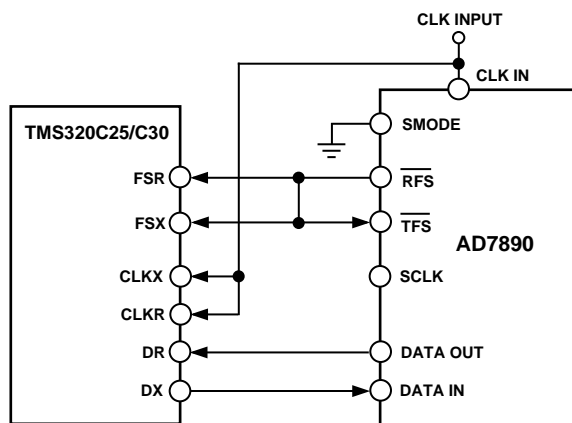 CLK INPUT
CLK IN
TMS320C25/C30
SMODE
FSR
RFS
FSX
TFS
AD7890
CLKX
SCLK
CLKR
DR
DATA OUT
DX
DATA IN